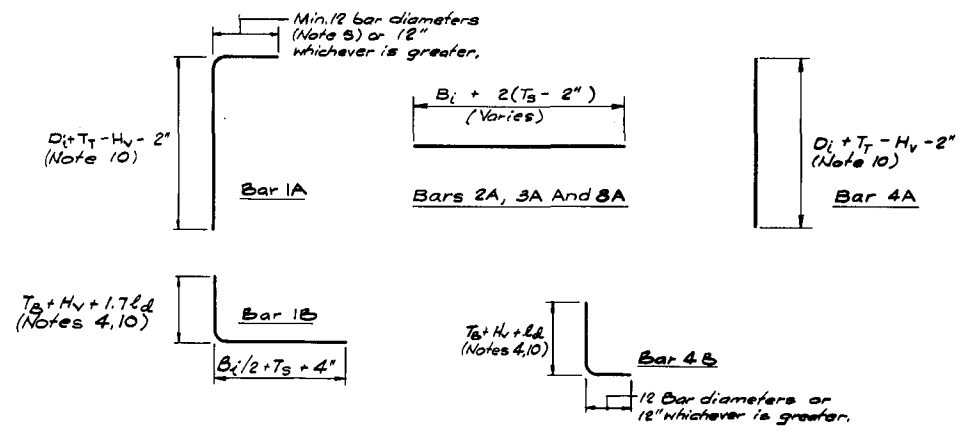 Min. 12 bar diameters
(Note 5) or 12"
whichever is greater.
Di + TT - HV - 2"
(Note 10)
Bar 1A
Bi + 2(TS - 2")
(Varies)
Bars 2A, 3A And 8A
Di + TT - HV - 2"
(Note 10)
Bar 4A
TB + HV + 1.7 ld
(Notes 4, 10)
Bar 1B
Bi/2 + TS + 4"
TB + HV + ld
(Notes 4, 10)
Bar 4B
12 Bar diameters or
12" whichever is greater.